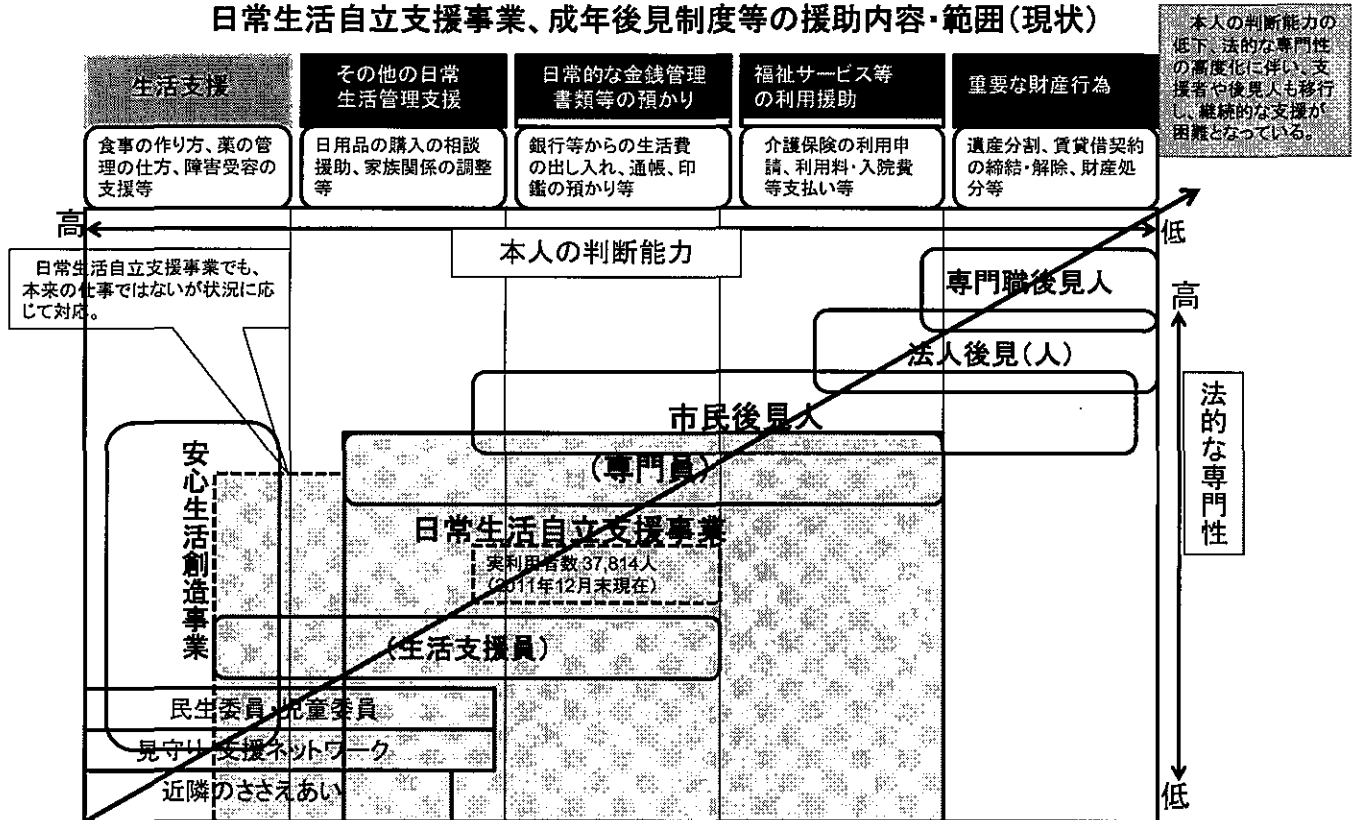 日常生活自立支援事業、成年後見制度等の援助内容・範囲(現状)
本人の判断能力の
低下、法的な専門性
の高度化に伴い、支
援者や後見人も移行
し、継続的な支援が
困難となっている。
生活支援
その他の日常
生活管理支援
日常的な金銭管理
書類等の預かり
福祉サービス等
の利用援助
重要な財産行為
食事の作り方、薬の管
理の仕方、障害受容の
支援等
日用品の購入の相談
援助、家族関係の調整
等
銀行等からの生活費
の出し入れ、通帳、印
鑑の預かり等
介護保険の利用申
請、利用料・入院費
等支払い等
遺産分割、賃貸借契約
の締結・解除、財産処
分等
高
本人の判断能力
低
日常生活自立支援事業でも、
本来の仕事ではないが状況に応
じて対応。
専門職後見人
高
法人後見(人)
法的な専門性
市民後見人
(専門員)
安心生活創造事業
日常生活自立支援事業
実利用者数 37,814人
(2011年12月末現在)
(生活支援員)
民生委員・児童委員
見守り・支援ネットワーク
近隣のささえあい
低